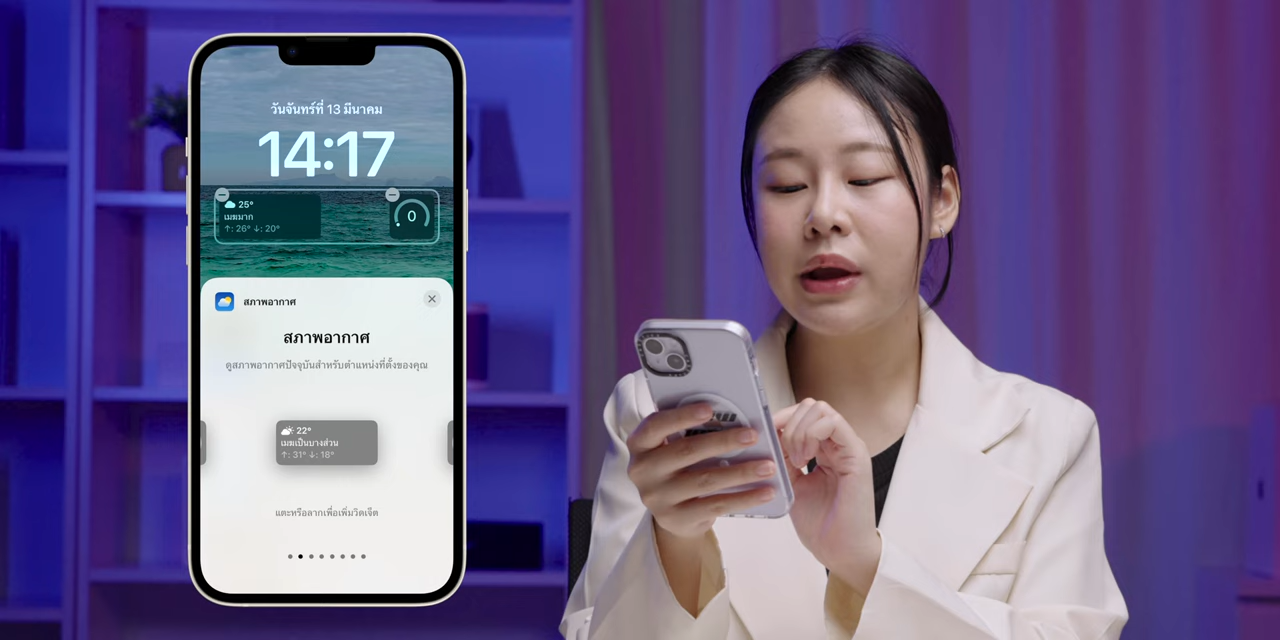 วันจันทร์ที่ 13 มีนาคม
14:17
25°
เมฆมาก
↑: 26° ↓: 20°
0
สภาพอากาศ
สภาพอากาศ
ดูสภาพอากาศปัจจุบันสำหรับตำแหน่งที่ตั้งของคุณ
22°
เมฆเป็นบางส่วน
↑: 31° ↓: 18°
แตะหรือลากเพื่อเพิ่มวิดเจ็ต